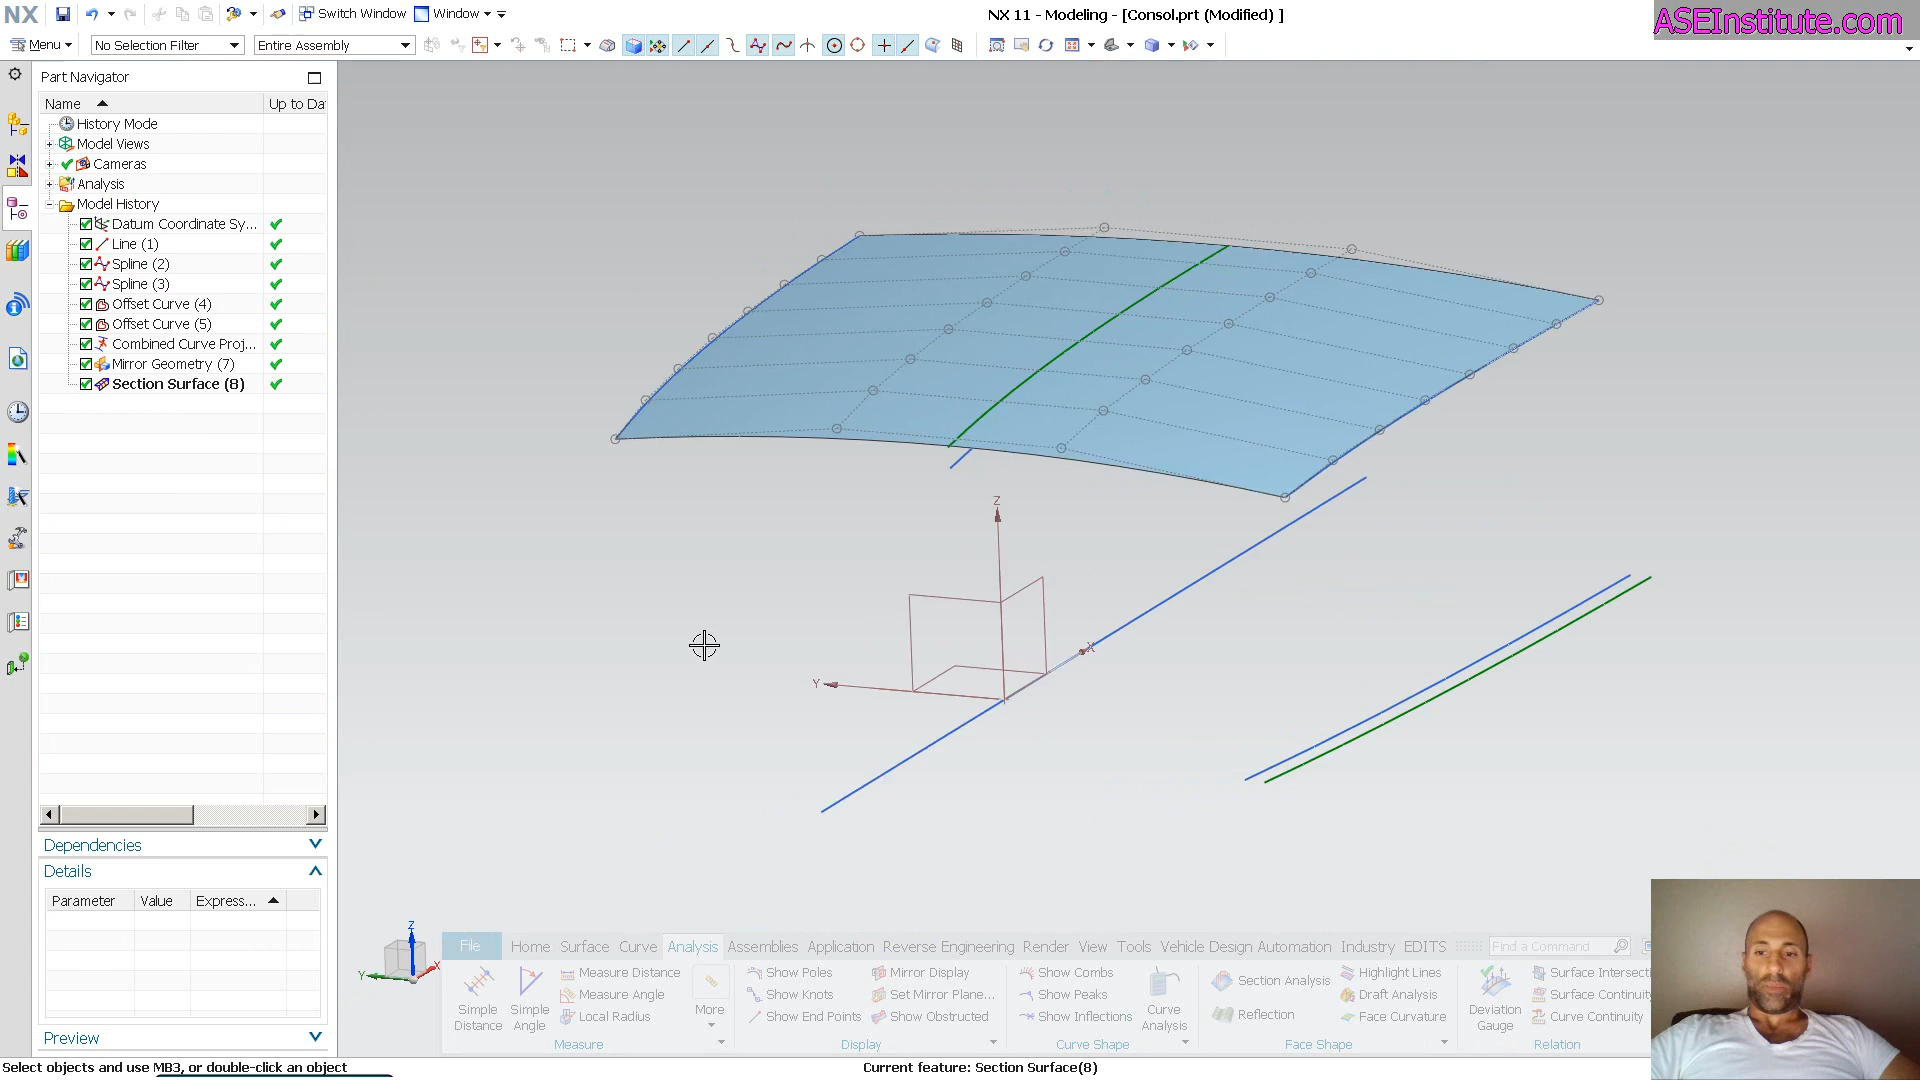 NX
Switch Window
Window
NX 11 - Modeling - [Consol.prt (Modified) ]
ASEInstitute.com
Menu
No Selection Filter
Entire Assembly
Part Navigator
Name
Up to Da
History Mode
Model Views
Cameras
Analysis
Model History
Datum Coordinate Sy...
Line (1)
Spline (2)
Spline (3)
Offset Curve (4)
Offset Curve (5)
Combined Curve Proj...
Mirror Geometry (7)
Section Surface (8)
Z
X
Y
Dependencies
Details
Parameter Value Express...
Preview
Z
Y
X
File Home Surface Curve Analysis Assemblies Application Reverse Engineering Render View Tools Vehicle Design Automation Industry EDITS
Find a Command
Simple Distance
Simple Angle
Measure Distance
Measure Angle
Local Radius
More
Measure
Show Poles
Show Knots
Show End Points
Mirror Display
Set Mirror Plane...
Show Obstructed
Display
Show Combs
Show Peaks
Show Inflections
Curve Analysis
Curve Shape
Section Analysis
Reflection
Highlight Lines
Draft Analysis
Face Curvature
Face Shape
Deviation Gauge
Surface Intersecti
Surface Continuity
Curve Continuity
Relation
Select objects and use MB3, or double-click an object
Current feature: Section Surface(8)